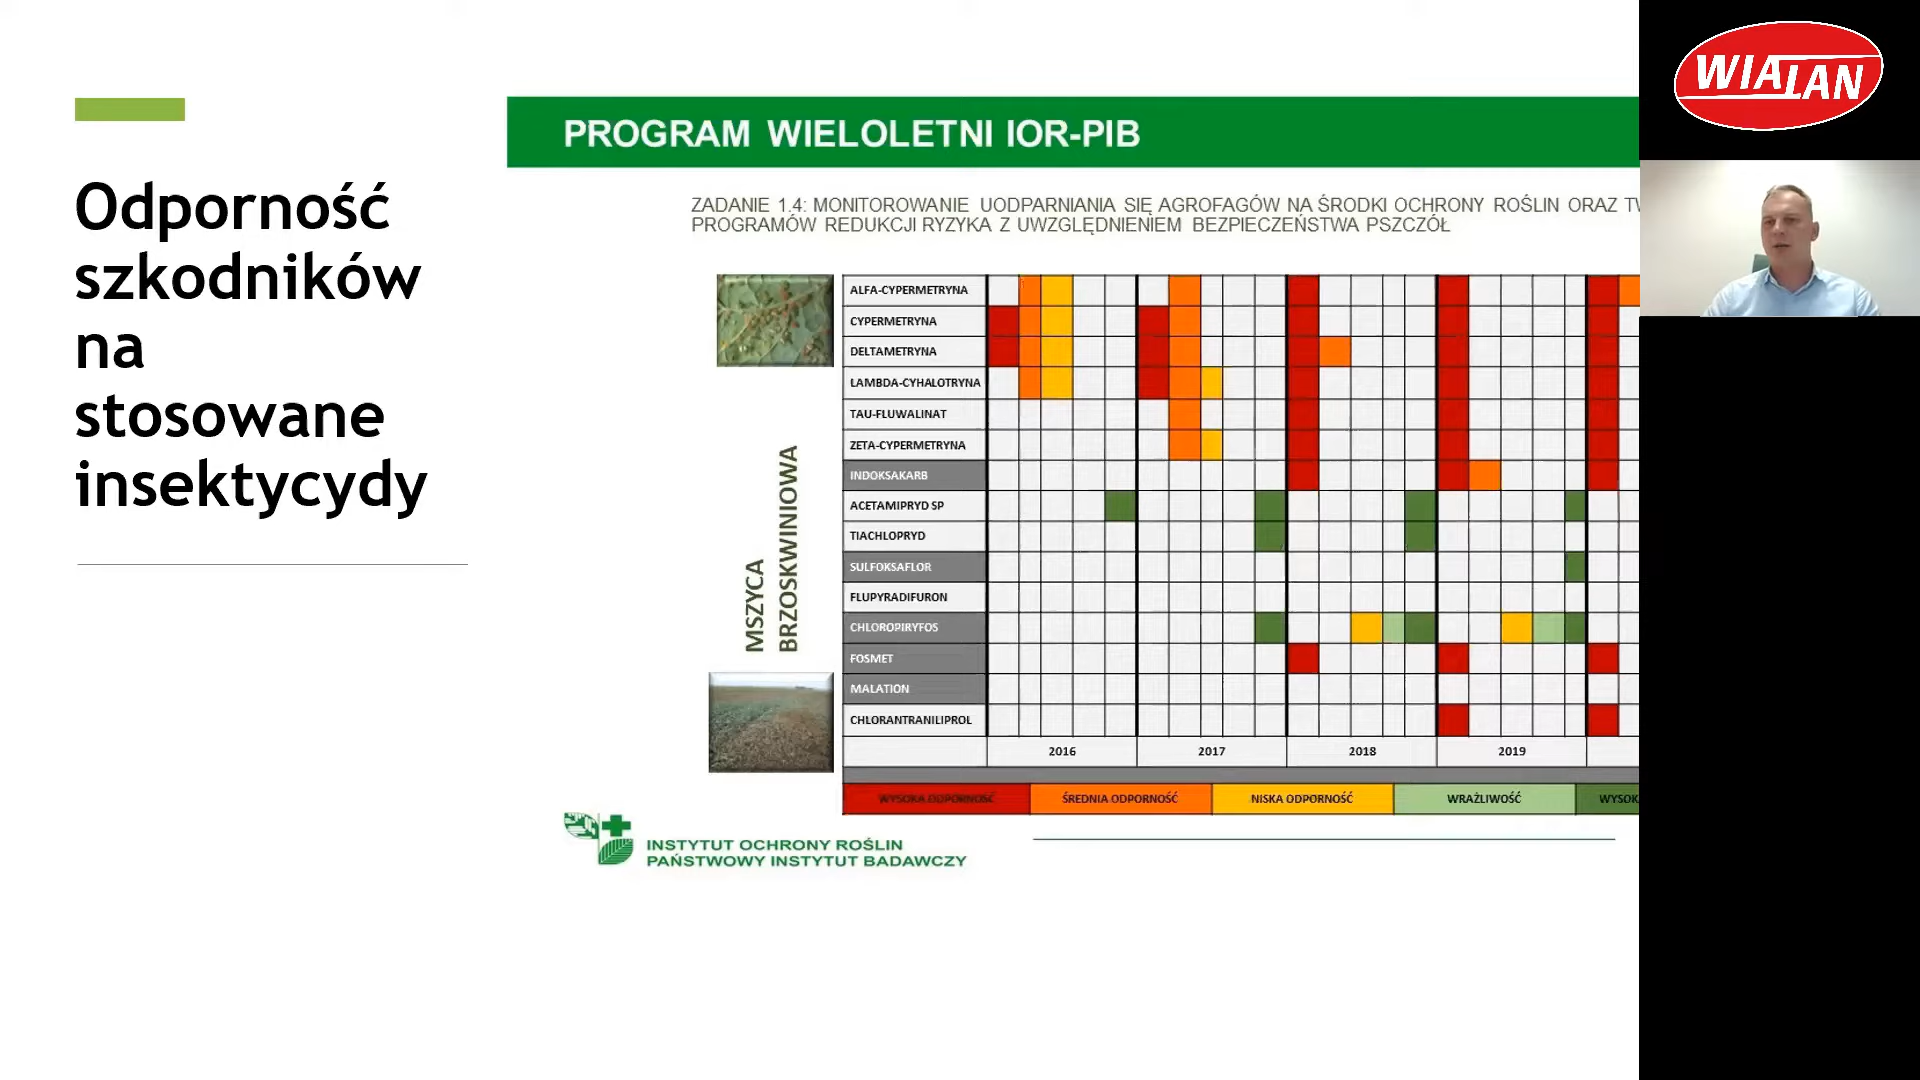 Odporność
szkodników
na
stosowane
insektycydy
PROGRAM WIELOLETNI IOR-PIB
ZADANIE 1.4: MONITOROWANIE UODPARNIANIA SIĘ AGROFAGÓW NA ŚRODKI OCHRONY ROŚLIN ORAZ
PROGRAMÓW REDUKCJI RYZYKA Z UWZGLĘDNIENIEM BEZPIECZEŃSTWA PSZCZÓŁ
MSZYCA
BRZOSKWINIOWA
ALFA-CYPERMETRYNA
CYPERMETRYNA
DELTAMETRYNA
LAMBDA-CYHALOTRYNA
TAU-FLUWALINAT
ZETA-CYPERMETRYNA
INDOKSAKARB
ACETAMIPRYD SP
TIACHLOPRYD
SULFOKSAFLOR
FLUPYRADIFURON
CHLOROPIRYFOS
FOSMET
MALATION
CHLORANTRANILIPROL
2016 2017 2018 2019
WYSOKA ODPORNOŚĆ ŚREDNIA ODPORNOŚĆ NISKA ODPORNOŚĆ WRAŻLIWOŚĆ
INSTYTUT OCHRONY ROŚLIN
PAŃSTWOWY INSTYTUT BADAWCZY
WIALAN